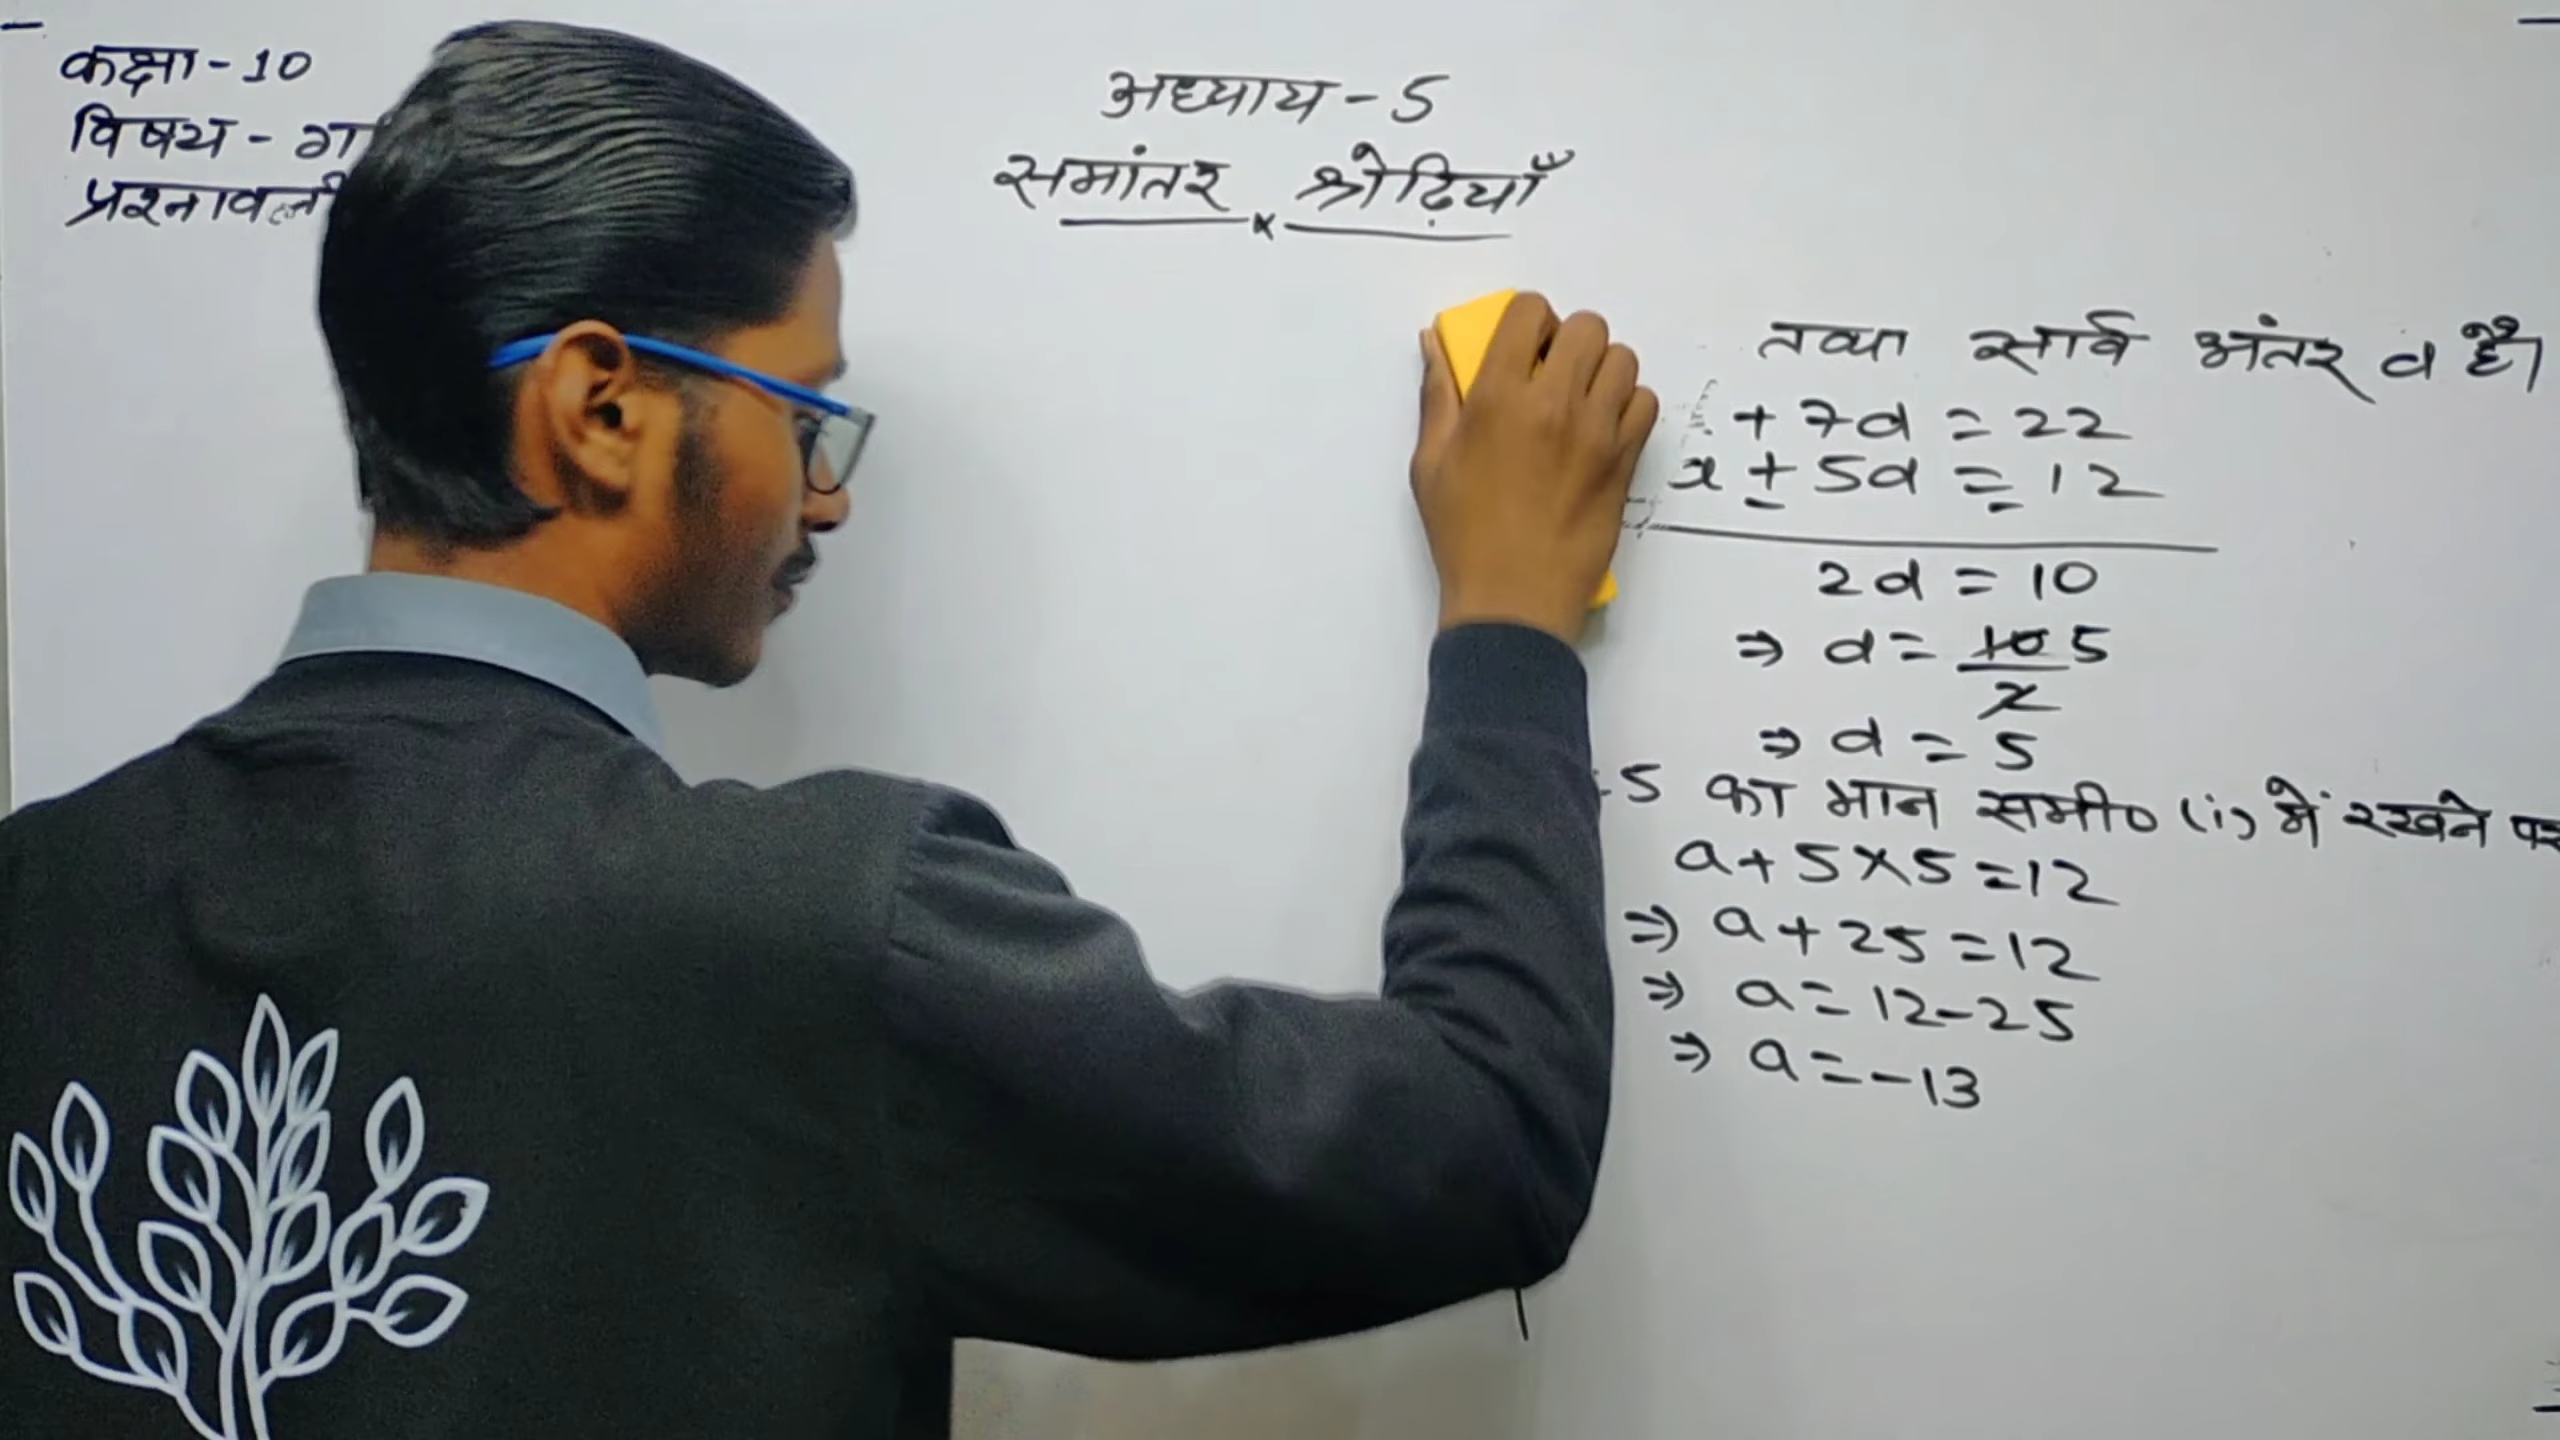 कक्षा - 10
विषय -
प्रश्नावली
अध्याय - 5
समांतर श्रेढ़ियाँ
तथा सार्व अंतर d है।
+ 7d = 22
x + 5d = 12
2d = 10
⇒ d = 10/2 5
⇒ d = 5
5 का मान समी० (i) में रखने पर
a + 5 × 5 = 12
⇒ a + 25 = 12
⇒ a = 12 - 25
⇒ a = -13